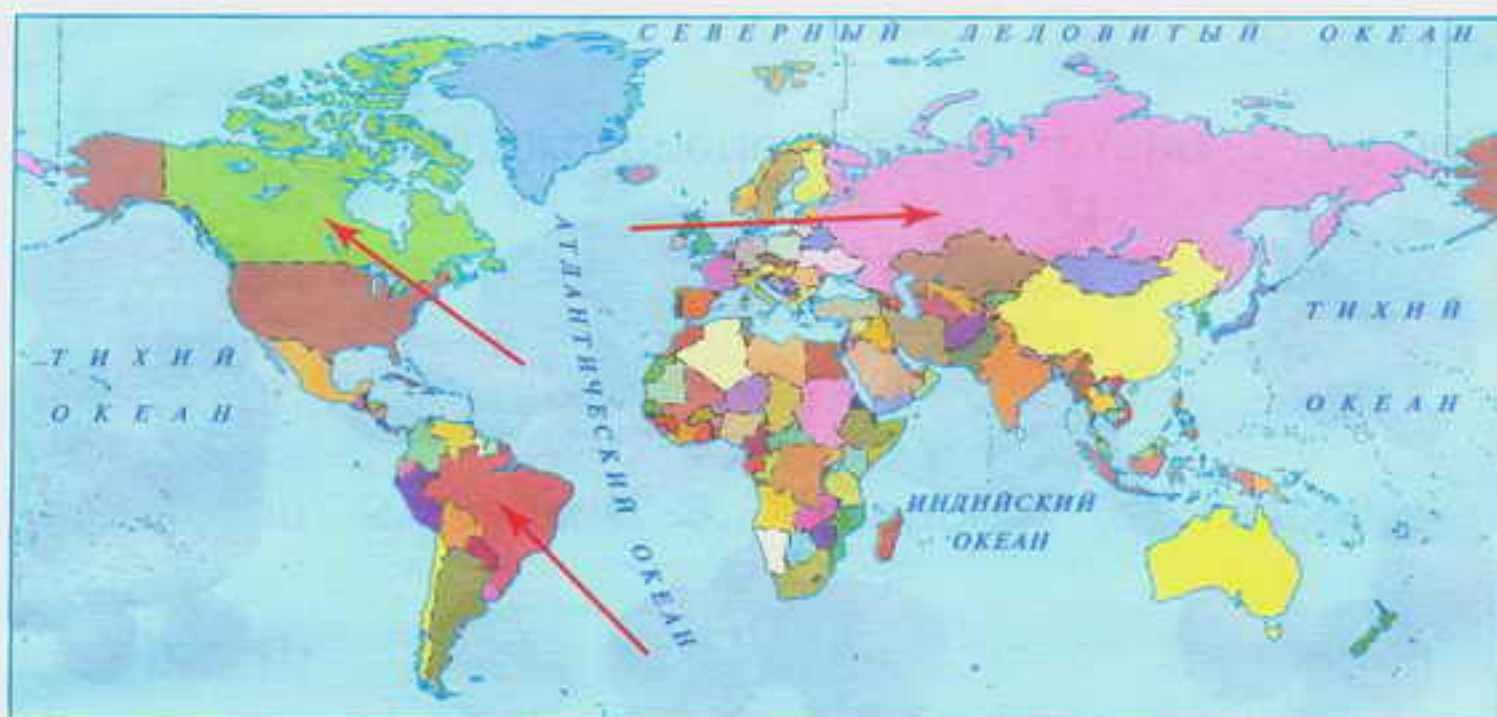 СЕВЕРНЫЙ ЛЕДОВИТЫЙ ОКЕАН
АТЛАНТИЧЕСКИЙ ОКЕАН
ТИХИЙ
ОКЕАН
ТИХИЙ
ОКЕАН
ИНДИЙСКИЙ
ОКЕАН